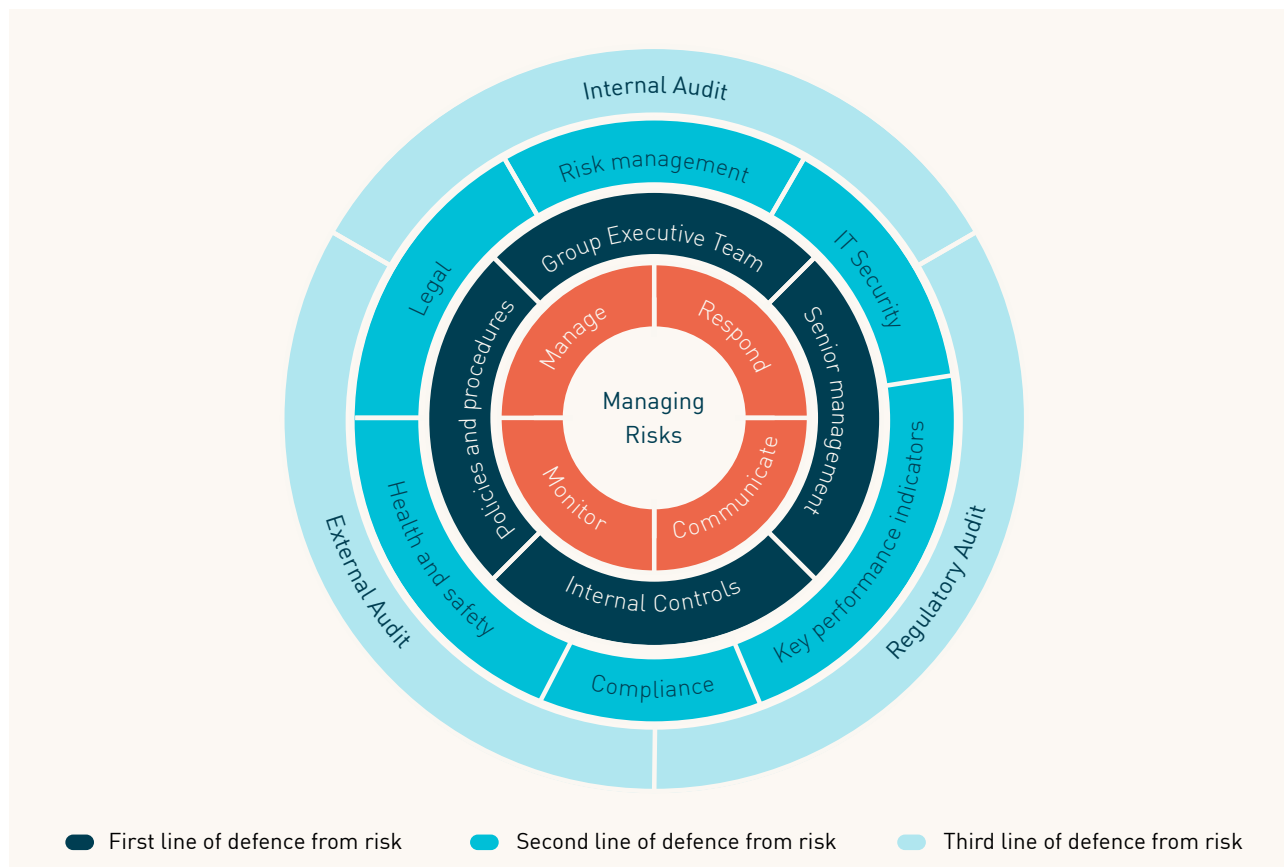 Internal Audit
Risk management
IT Security
Legal
Group Executive Team
Senior management
Policies and procedures
Manage
Respond
Managing
Risks
Monitor
Communicate
Internal Controls
Health and safety
Key performance indicators
Compliance
External Audit
Regulatory Audit
First line of defence from risk
Second line of defence from risk
Third line of defence from risk